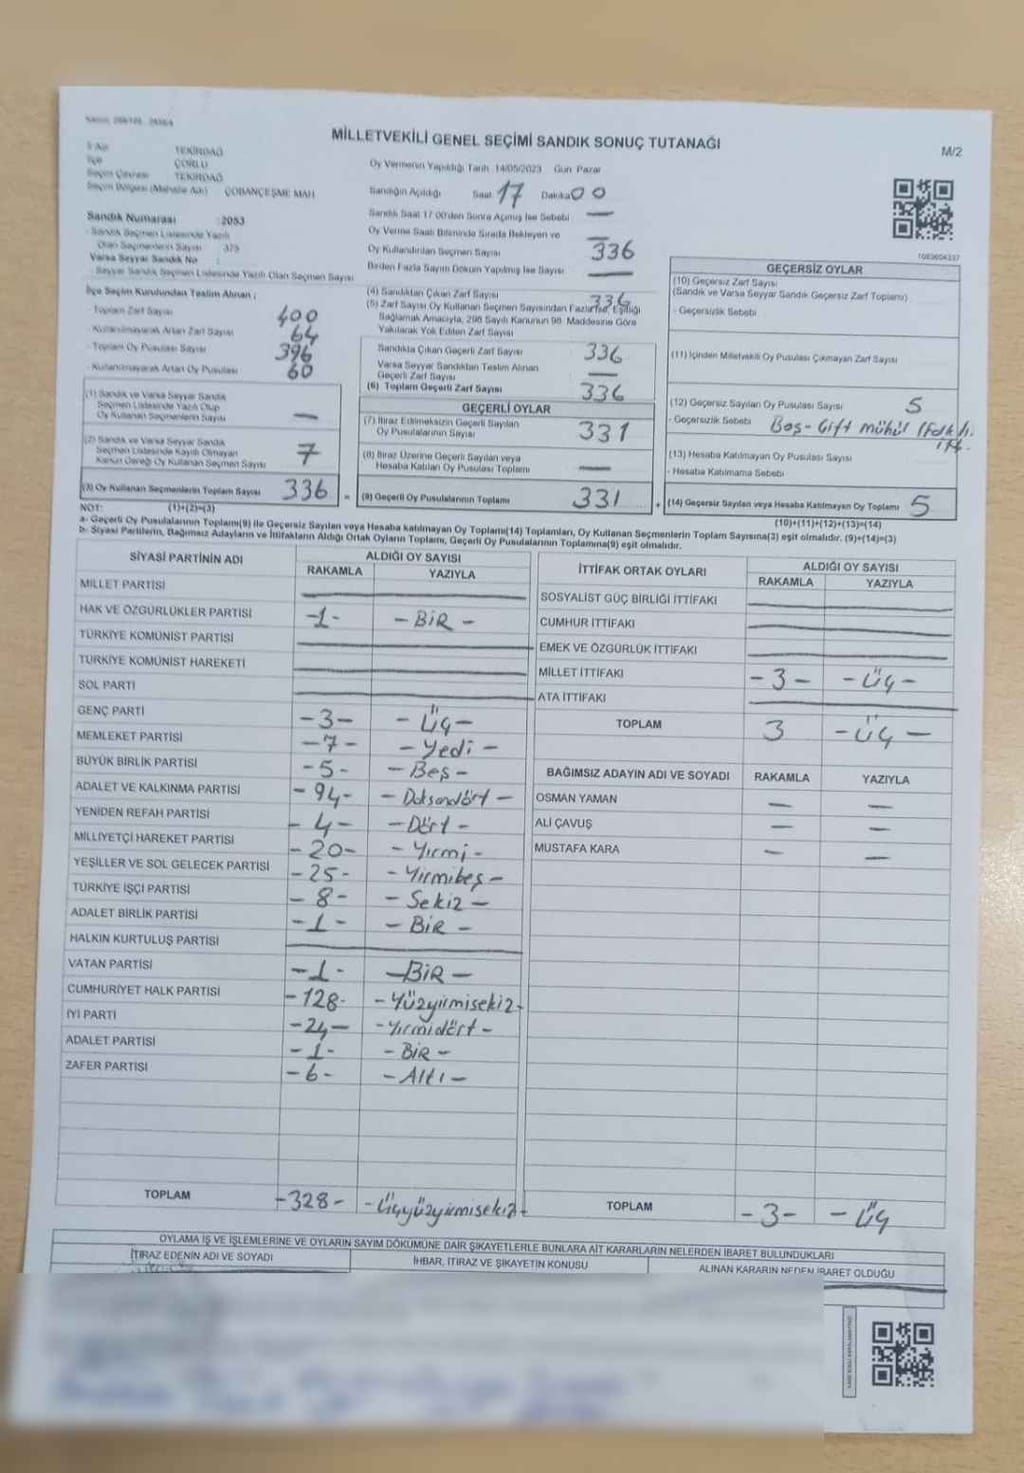 MİLLETVEKİLİ GENEL SEÇİMİ SANDIK SONUÇ TUTANAĞI
M/2
TEKİRDAĞ
İlçe ÇORLU
Seçim Çevresi TEKİRDAĞ
Seçim Bölgesi (Mahalle Adı) ÇOBANÇEŞME MAH
Sandık Numarası : 2053
Sandık Seçmen Listesinde Yazılı
Olan Seçmenlerin Sayısı : 375
Varsa Seyyar Sandık No :
Seyyar Sandık Seçmen Listesinde Yazılı Olan Seçmen Sayısı
İlçe Seçim Kurulundan Teslim Alınan :
Toplam Zarf Sayısı 400
Kullanılmayarak Artan Zarf Sayısı 64
Toplam Oy Pusulası Sayısı 396
Kullanılmayarak Artan Oy Pusulası 60
(1) Sandık ve Varsa Seyyar Sandık
Seçmen Listesinde Yazılı Olup
Oy Kullanan Seçmenlerin Sayısı —
(2) Sandık ve Varsa Seyyar Sandık
Seçmen Listesinde Kayıtlı Olmayan
Kanun Gereği Oy Kullanan Seçmen Sayısı 7
(3) Oy Kullanan Seçmenlerin Toplam Sayısı 336
Oy Vermenin Yapıldığı Tarih 14/05/2023 Gün Pazar
Sandığın Açıldığı Saat 17 Dakika 00
Sandık Saat 17:00'den Sonra Açılmış İse Sebebi —
Oy Verme Saati Bitiminde Sırada Bekleyen ve
Oy Kullandırılan Seçmen Sayısı 336
Birden Fazla Sayım Döküm Yapılmış İse Sayısı —
(4) Sandıktan Çıkan Zarf Sayısı 336
(5) Zarf Sayısı Oy Kullanan Seçmen Sayısından Fazla İse, Eşitliği
Sağlamak Amacıyla, 298 Sayılı Kanunun 98. Maddesine Göre
Yakılarak Yok Edilen Zarf Sayısı
Sandıkta Çıkan Geçerli Zarf Sayısı 336
Varsa Seyyar Sandıktan Teslim Alınan
Geçerli Zarf Sayısı —
(6) Toplam Geçerli Zarf Sayısı 336
GEÇERLİ OYLAR
(7) İtiraz Edilmeksizin Geçerli Sayılan
Oy Pusulalarının Sayısı 331
(8) İtiraz Üzerine Geçerli Sayılan veya
Hesaba Katılan Oy Pusulası Toplamı —
= (9) Geçerli Oy Pusulalarının Toplamı 331
GEÇERSİZ OYLAR
(10) Geçersiz Zarf Sayısı
(Sandık ve Varsa Seyyar Sandık Geçersiz Zarf Toplamı)
- Geçersizlik Sebebi
(11) İçinden Milletvekili Oy Pusulası Çıkmayan Zarf Sayısı
(12) Geçersiz Sayılan Oy Pusulası Sayısı 5
- Geçersizlik Sebebi Boş - Çift mühür
(13) Hesaba Katılmayan Oy Pusulası Sayısı
- Hesaba Katılmama Sebebi
+ (14) Geçersiz Sayılan veya Hesaba Katılmayan Oy Toplamı 5
NOT: (1)+(2)=(3) (10)+(11)+(12)+(13)=(14)
a- Geçerli Oy Pusulalarının Toplamı(9) ile Geçersiz Sayılan veya Hesaba katılmayan Oy Toplamı(14) Toplamları, Oy Kullanan Seçmenlerin Toplam Sayısına(3) eşit olmalıdır. (9)+(14)=(3)
b- Siyasi Partilerin, Bağımsız Adayların ve İttifakların Aldığı Ortak Oyların Toplamı, Geçerli Oy Pusulalarının Toplamına(9) eşit olmalıdır.
SİYASİ PARTİNİN ADI ALDIĞI OY SAYISI
RAKAMLA YAZIYLA
MİLLET PARTİSİ
HAK VE ÖZGÜRLÜKLER PARTİSİ -1- -BİR-
TÜRKİYE KOMÜNİST PARTİSİ
TÜRKİYE KOMÜNİST HAREKETİ
SOL PARTİ
GENÇ PARTİ -3- -Üç-
MEMLEKET PARTİSİ -7- -Yedi-
BÜYÜK BİRLİK PARTİSİ -5- -Beş-
ADALET VE KALKINMA PARTİSİ -94- -Doksandört-
YENİDEN REFAH PARTİSİ -4- -Dört-
MİLLİYETÇİ HAREKET PARTİSİ -20- -Yirmi-
YEŞİLLER VE SOL GELECEK PARTİSİ -25- -Yirmibeş-
TÜRKİYE İŞÇİ PARTİSİ -8- -Sekiz-
ADALET BİRLİK PARTİSİ -1- -BİR-
HALKIN KURTULUŞ PARTİSİ
VATAN PARTİSİ -1- -BİR-
CUMHURİYET HALK PARTİSİ -128- -Yüzyirmisekiz-
İYİ PARTİ -24- -Yirmidört-
ADALET PARTİSİ -1- -BİR-
ZAFER PARTİSİ -6- -Altı-
TOPLAM -328- -Üçyüzyirmisekiz-
İTTİFAK ORTAK OYLARI ALDIĞI OY SAYISI
RAKAMLA YAZIYLA
SOSYALİST GÜÇ BİRLİĞİ İTTİFAKI
CUMHUR İTTİFAKI
EMEK VE ÖZGÜRLÜK İTTİFAKI
MİLLET İTTİFAKI -3- -Üç-
ATA İTTİFAKI
TOPLAM 3 -Üç-
BAĞIMSIZ ADAYIN ADI VE SOYADI RAKAMLA YAZIYLA
OSMAN YAMAN — —
ALİ ÇAVUŞ — —
MUSTAFA KARA — —
TOPLAM -3- -Üç
OYLAMA İŞ VE İŞLEMLERİNE VE OYLARIN SAYIM DÖKÜMÜNE DAİR ŞİKAYETLERLE BUNLARA AİT KARARLARIN NELERDEN İBARET BULUNDUKLARI
İTİRAZ EDENİN ADI VE SOYADI İHBAR, İTİRAZ VE ŞİKAYETİN KONUSU ALINAN KARARIN NEDEN İBARET OLDUĞU